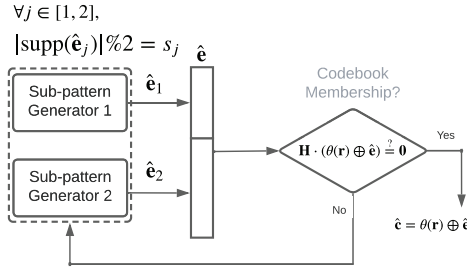 ∀j ∈ [1, 2],
|supp(ê_j)|%2 = s_j
ê
Codebook
Membership?
Sub-pattern
Generator 1
ê_1
H · (θ(r) ⊕ ê) ≟ 0
Yes
Sub-pattern
Generator 2
ê_2
No
ĉ = θ(r) ⊕ ê